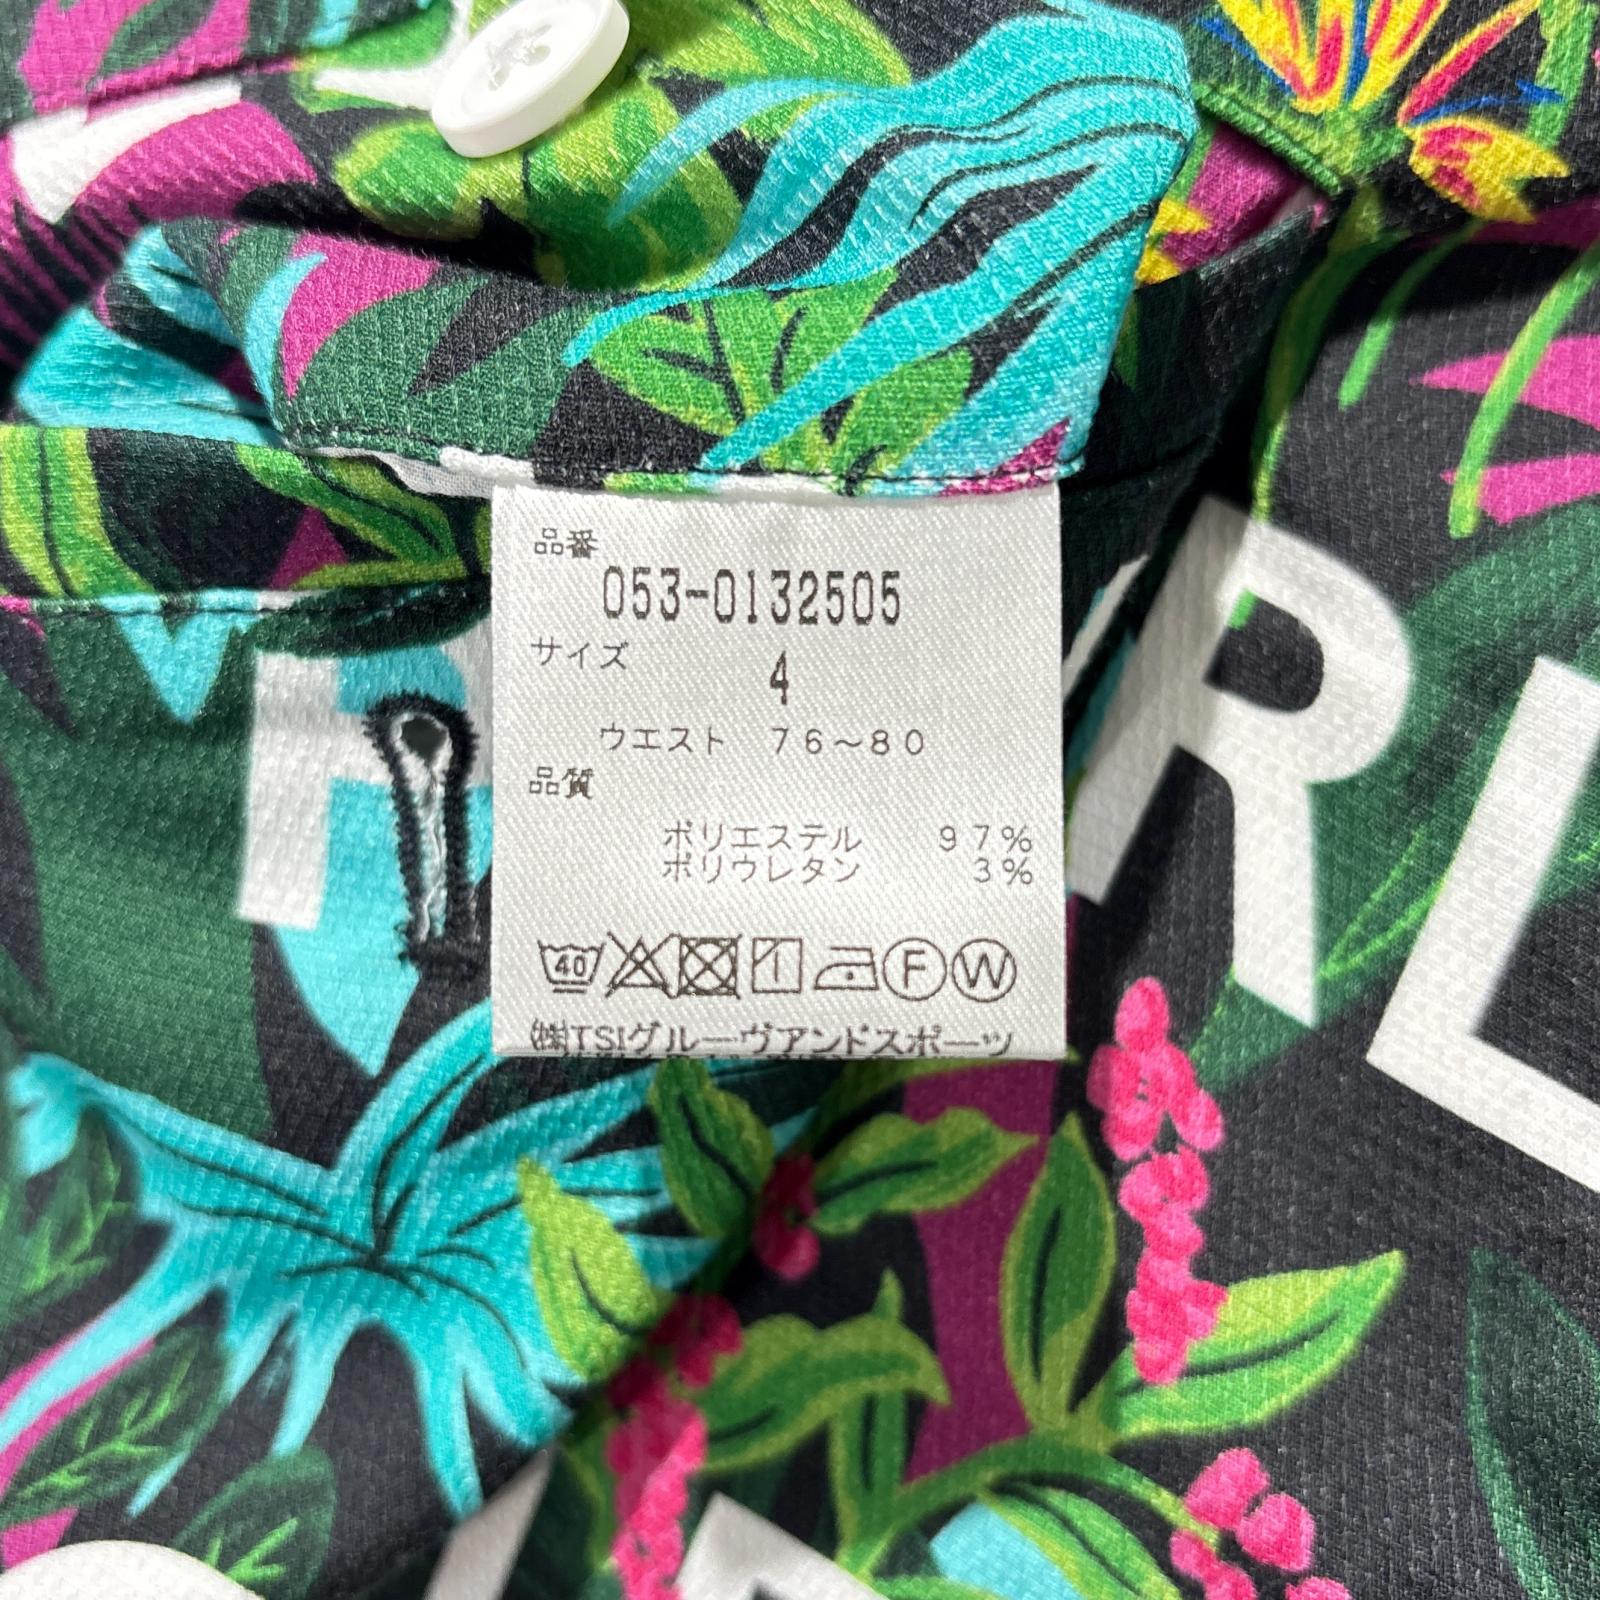 品番
053-0132505
サイズ
4
ウエスト 76～80
品質
ポリエステル 97%
ポリウレタン 3%
40
F W
㈱TSIグルーヴアンドスポーツ